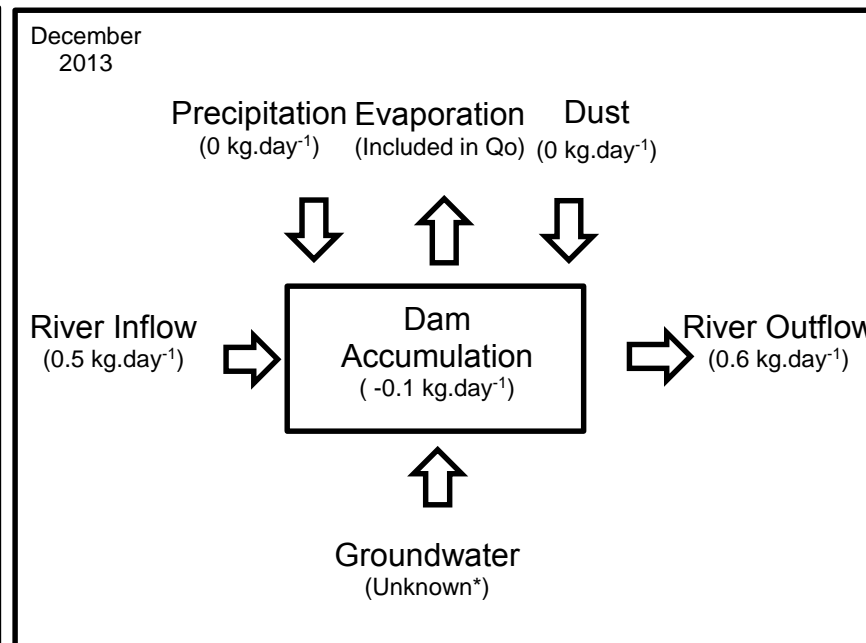 December
2013
Precipitation Evaporation Dust
(0 kg.day⁻¹) (Included in Qo) (0 kg.day⁻¹)
River Inflow
(0.5 kg.day⁻¹)
Dam
Accumulation
( -0.1 kg.day⁻¹)
River Outflow
(0.6 kg.day⁻¹)
Groundwater
(Unknown*)